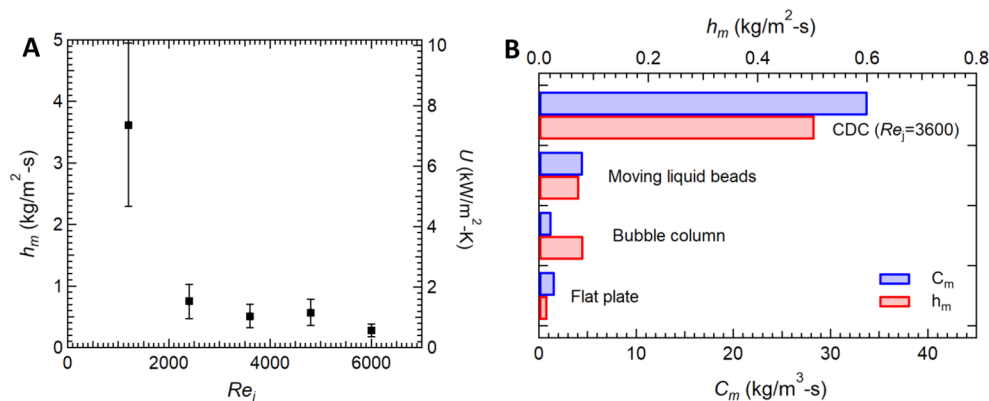 A
5
4
3
2
1
0
h_m (kg/m^2-s)
10
8
6
4
2
0
U (kW/m^2-K)
0 2000 4000 6000
Re_j
B
h_m (kg/m^2-s)
0.0 0.2 0.4 0.6 0.8
CDC (Re_j=3600)
Moving liquid beads
Bubble column
Flat plate
C_m
h_m
0 10 20 30 40
C_m (kg/m^3-s)